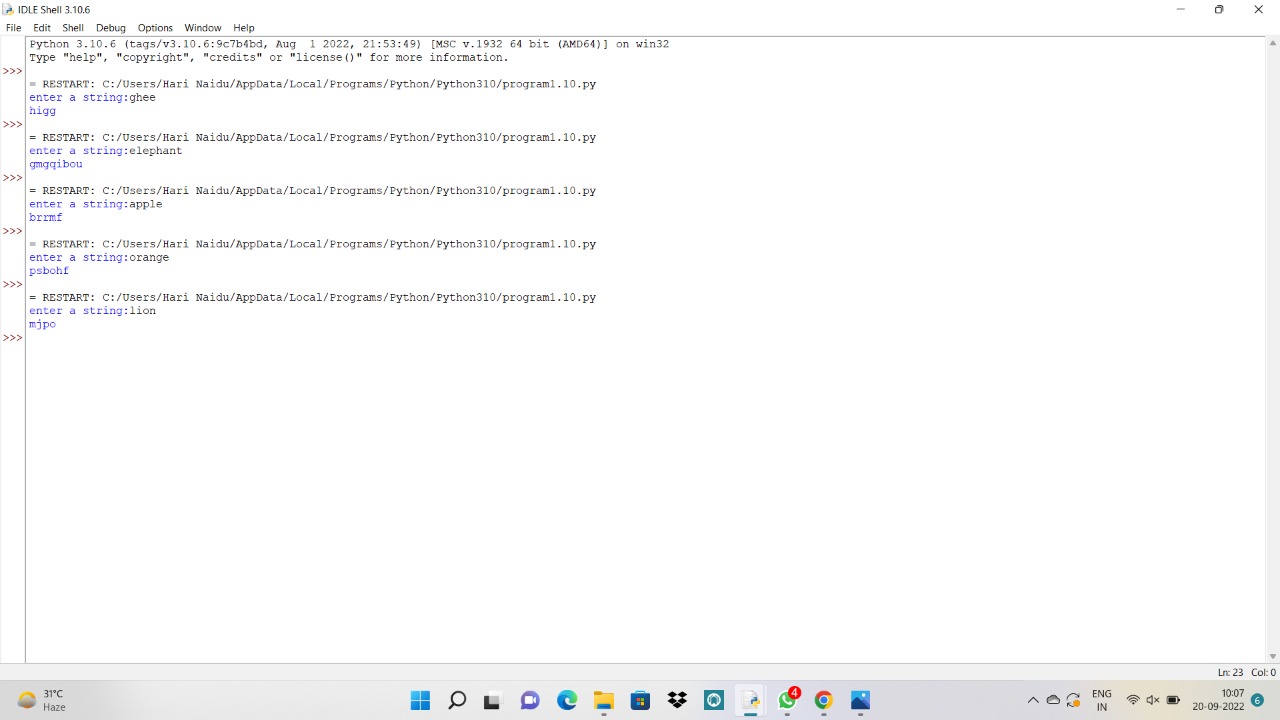 IDLE Shell 3.10.6
File Edit Shell Debug Options Window Help
Python 3.10.6 (tags/v3.10.6:9c7b4bd, Aug  1 2022, 21:53:49) [MSC v.1932 64 bit (AMD64)] on win32
Type "help", "copyright", "credits" or "license()" for more information.
>>>
= RESTART: C:/Users/Hari Naidu/AppData/Local/Programs/Python/Python310/program1.10.py
enter a string:ghee
higg
>>>
= RESTART: C:/Users/Hari Naidu/AppData/Local/Programs/Python/Python310/program1.10.py
enter a string:elephant
gmgqibou
>>>
= RESTART: C:/Users/Hari Naidu/AppData/Local/Programs/Python/Python310/program1.10.py
enter a string:apple
brrmf
>>>
= RESTART: C:/Users/Hari Naidu/AppData/Local/Programs/Python/Python310/program1.10.py
enter a string:orange
psbohf
>>>
= RESTART: C:/Users/Hari Naidu/AppData/Local/Programs/Python/Python310/program1.10.py
enter a string:lion
mjpo
>>>
Ln: 23 Col: 0
31°C
Haze
4
ENG
IN
10:07
20-09-2022
6